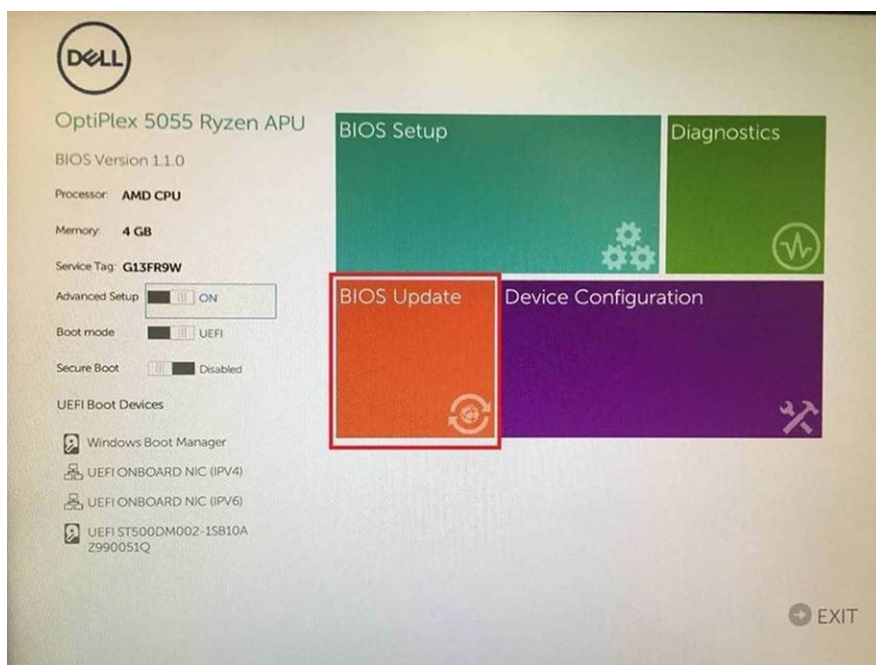 DELL
OptiPlex 5055 Ryzen APU
BIOS Version 1.1.0
Processor: AMD CPU
Memory: 4 GB
Service Tag: G13FR9W
Advanced Setup ON
Boot mode UEFI
Secure Boot Disabled
UEFI Boot Devices
Windows Boot Manager
UEFI ONBOARD NIC (IPV4)
UEFI ONBOARD NIC (IPV6)
UEFI ST500DM002-1SB10A
Z990051Q
BIOS Setup
Diagnostics
BIOS Update
Device Configuration
EXIT